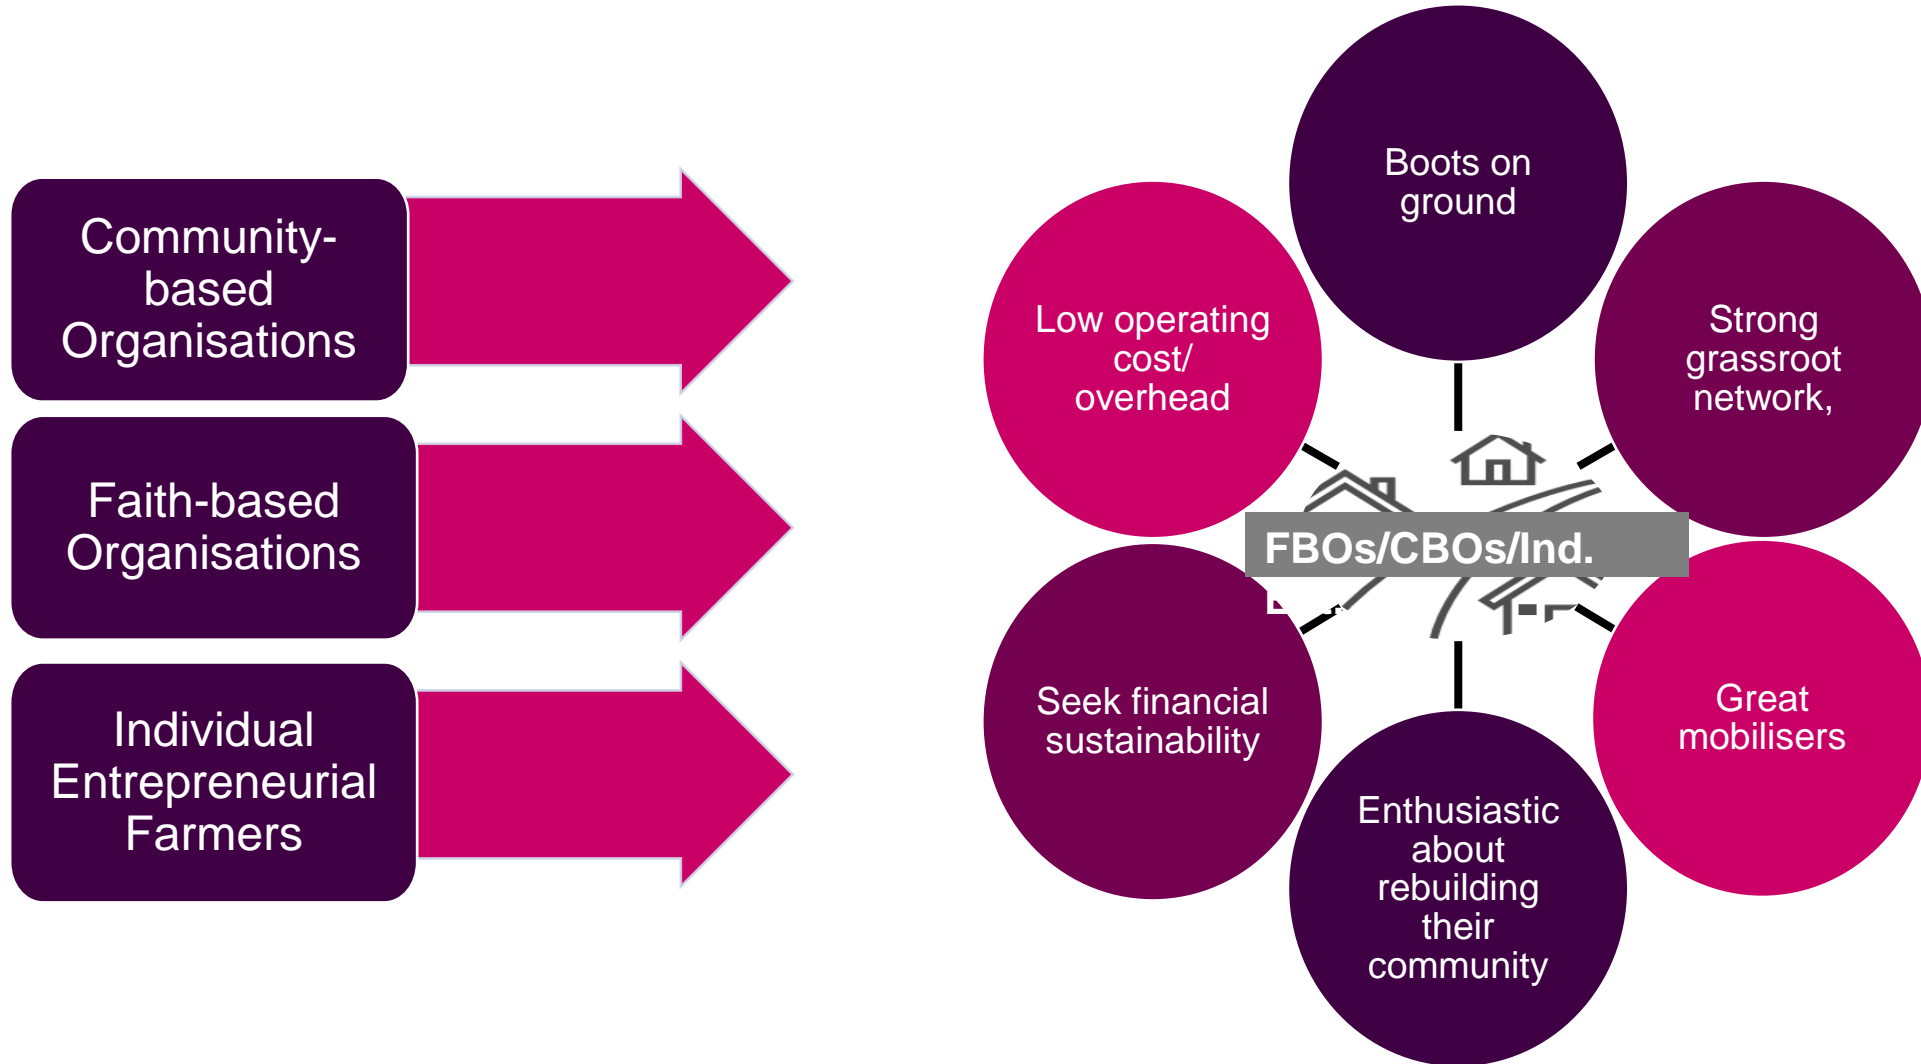 Community-
based
Organisations
Faith-based
Organisations
Individual
Entrepreneurial
Farmers
Boots on
ground
Strong
grassroot
network,
Great
mobilisers
Enthusiastic
about
rebuilding
their
community
Seek financial
sustainability
Low operating
cost/
overhead
FBOs/CBOs/Ind.